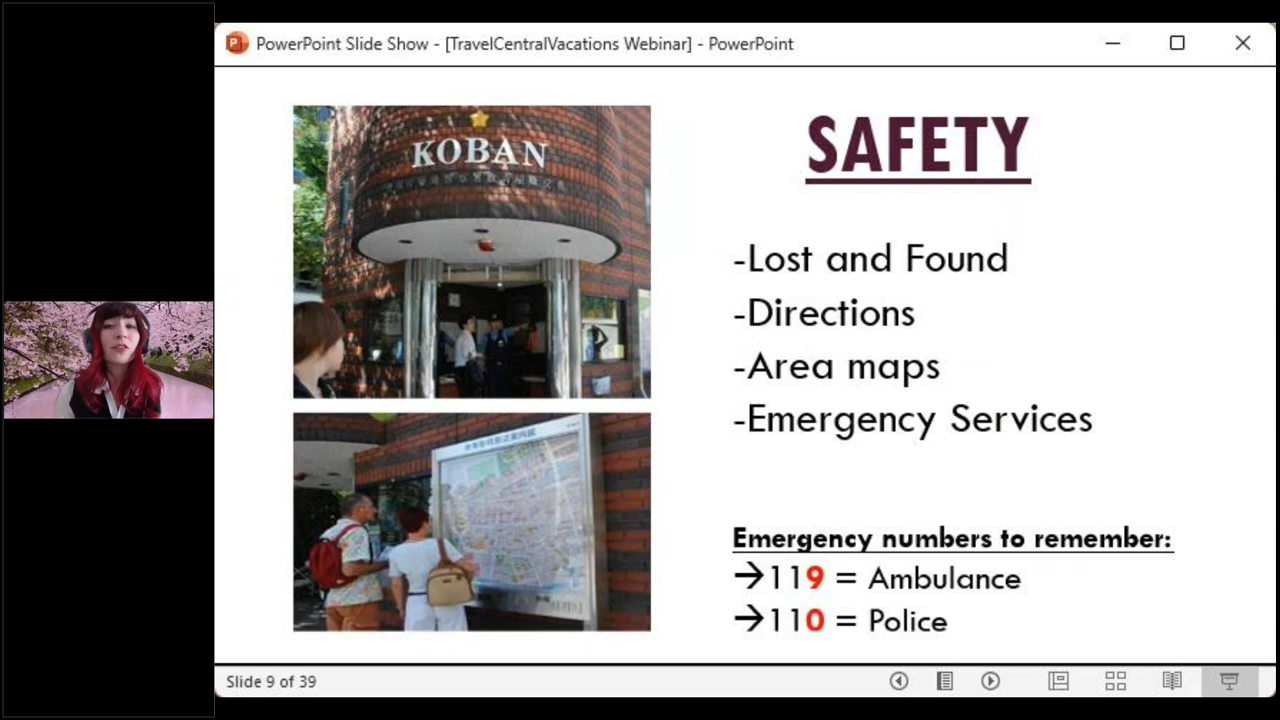 PowerPoint Slide Show - [TravelCentralVacations Webinar] - PowerPoint
KOBAN
SAFETY
-Lost and Found
-Directions
-Area maps
-Emergency Services
Emergency numbers to remember:
→119 = Ambulance
→110 = Police
Slide 9 of 39